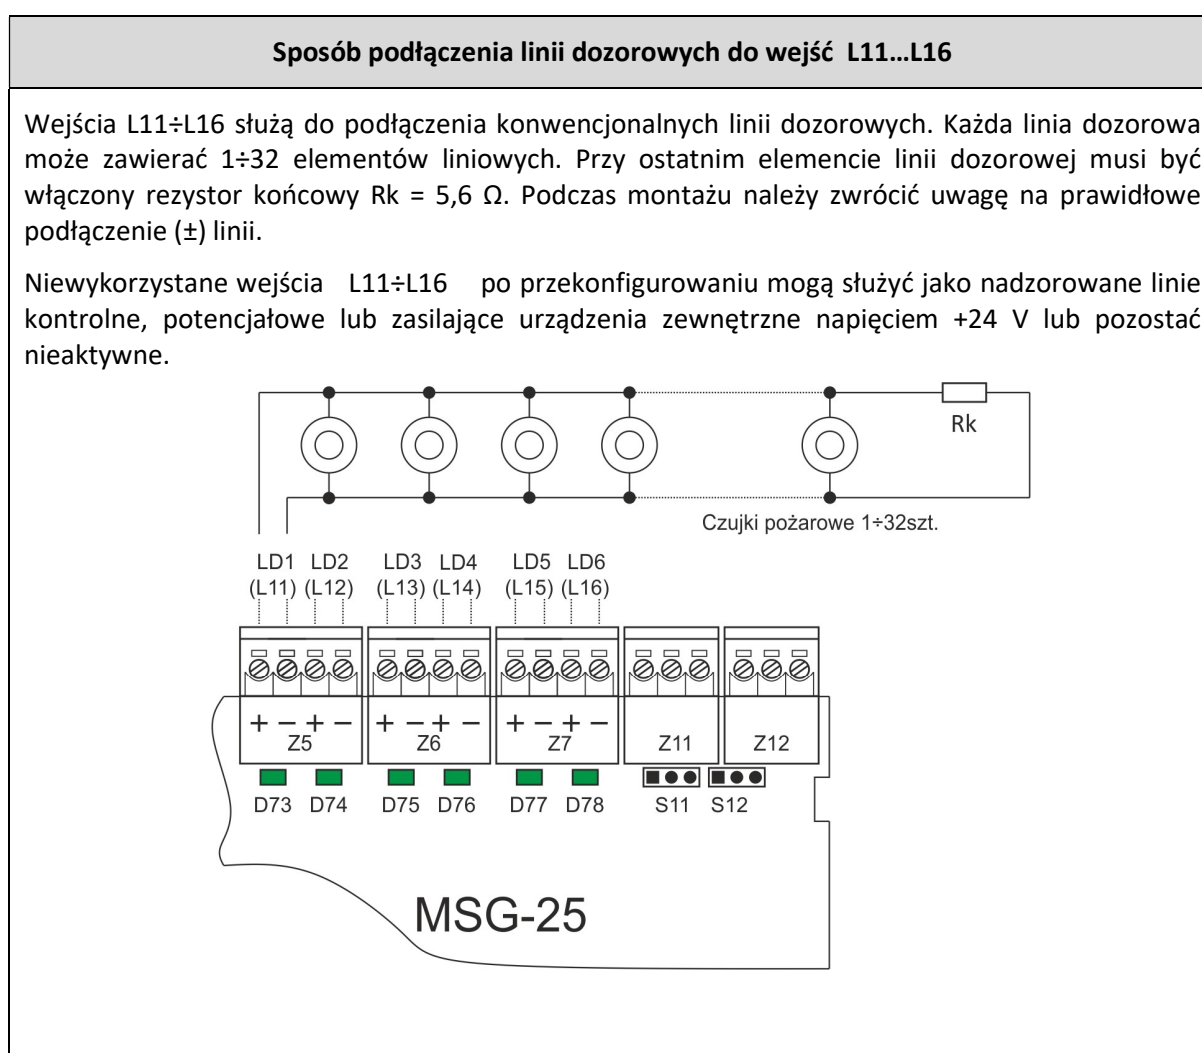 Sposób podłączenia linii dozorowych do wejść L11...L16
Wejścia L11÷L16 służą do podłączenia konwencjonalnych linii dozorowych. Każda linia dozorowa
może zawierać 1÷32 elementów liniowych. Przy ostatnim elemencie linii dozorowej musi być
włączony rezystor końcowy Rk = 5,6 Ω. Podczas montażu należy zwrócić uwagę na prawidłowe
podłączenie (±) linii.
Niewykorzystane wejścia L11÷L16 po przekonfigurowaniu mogą służyć jako nadzorowane linie
kontrolne, potencjałowe lub zasilające urządzenia zewnętrzne napięciem +24 V lub pozostać
nieaktywne.
Rk
Czujki pożarowe 1÷32szt.
LD1 LD2 LD3 LD4 LD5 LD6
(L11) (L12) (L13) (L14) (L15) (L16)
+ − + − + − + − + − + −
Z5 Z6 Z7 Z11 Z12
D73 D74 D75 D76 D77 D78 S11 S12
MSG-25